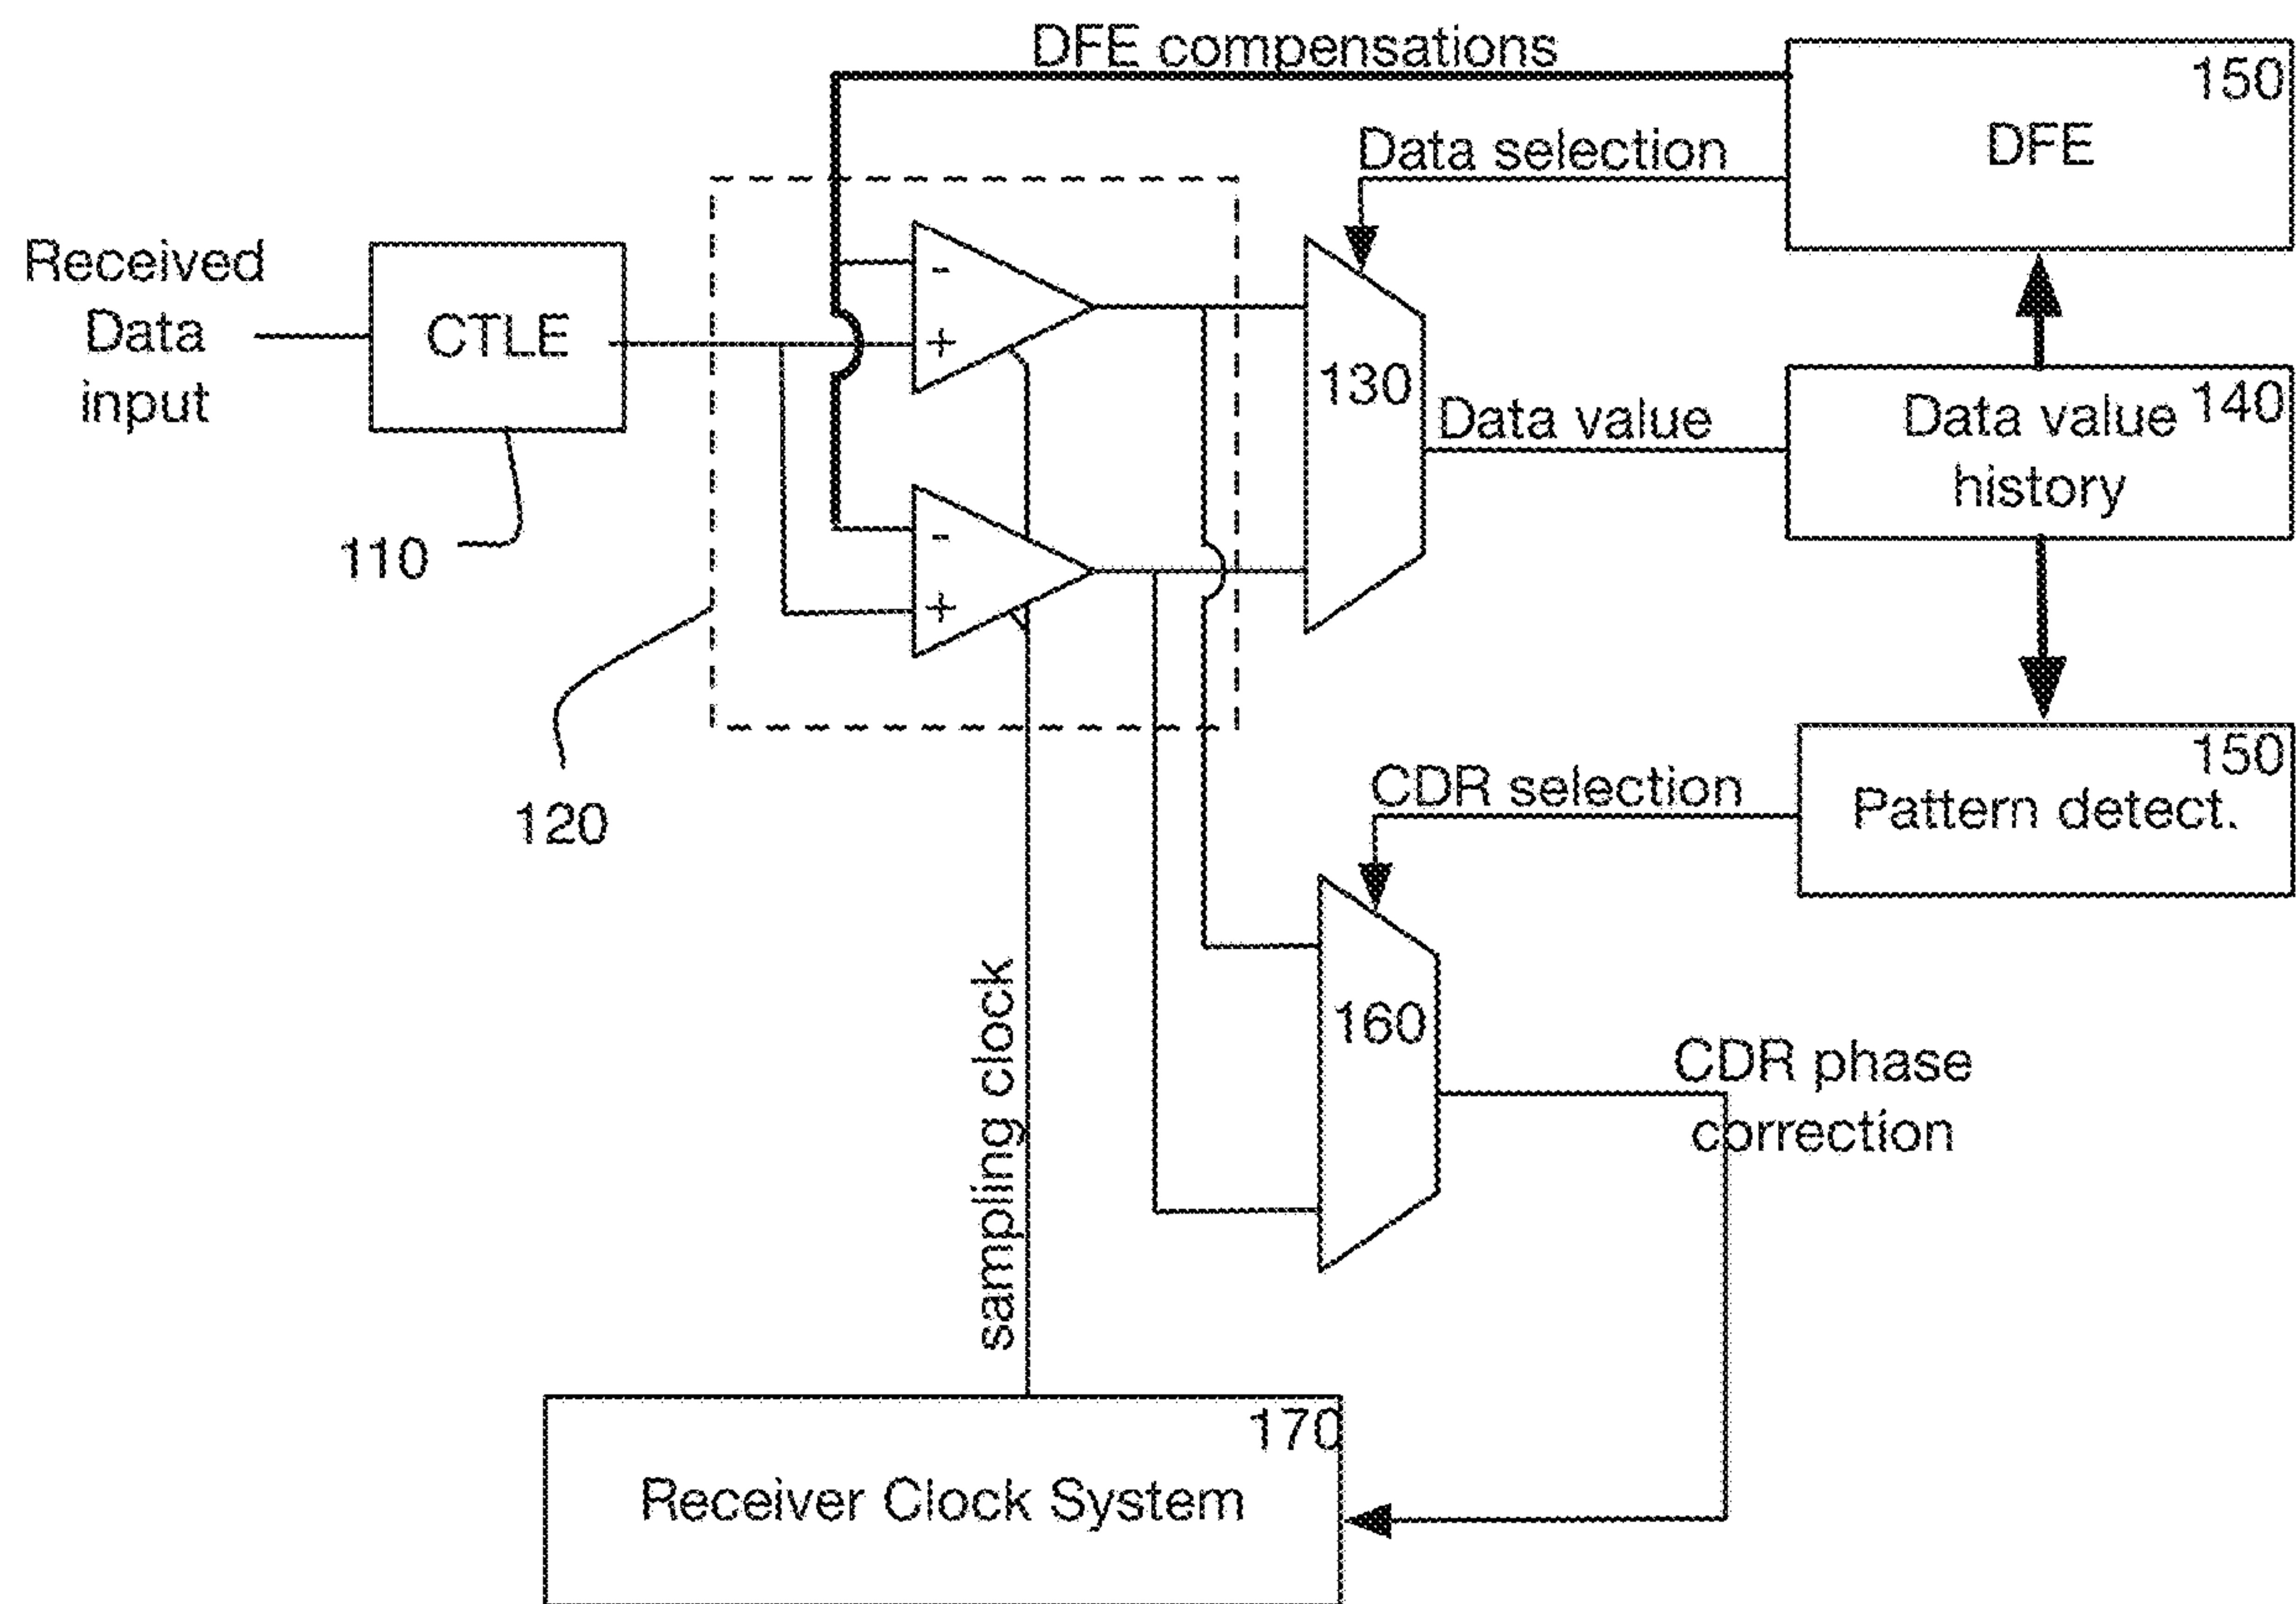 DFE compensations
150
DFE
Data selection
Received
Data
input
CTLE
-
+
130
Data value
140
Data value
history
-
+
110
120
150
Pattern detect.
CDR selection
160
CDR phase
correction
sampling clock
170
Receiver Clock System